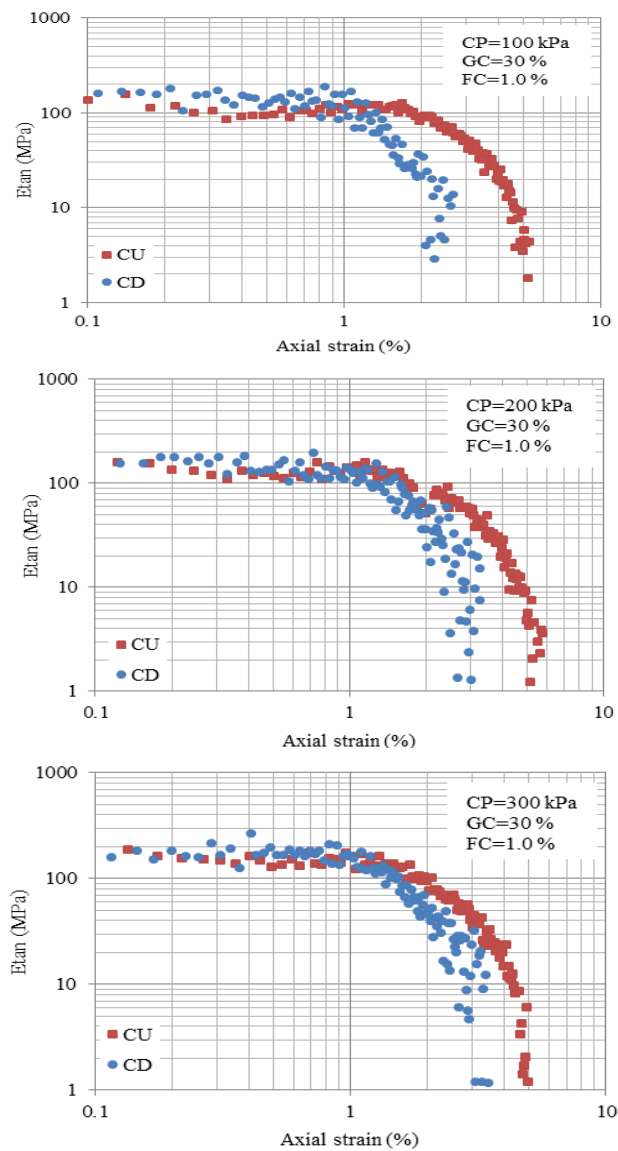 1000
100
10
1
Etan (MPa)
CP=100 kPa
GC=30 %
FC=1.0 %
CU
CD
0.1
1
10
Axial strain (%)
1000
100
10
1
Etan (MPa)
CP=200 kPa
GC=30 %
FC=1.0 %
CU
CD
0.1
1
10
Axial strain (%)
1000
100
10
1
Etan (MPa)
CP=300 kPa
GC=30 %
FC=1.0 %
CU
CD
0.1
1
10
Axial strain (%)